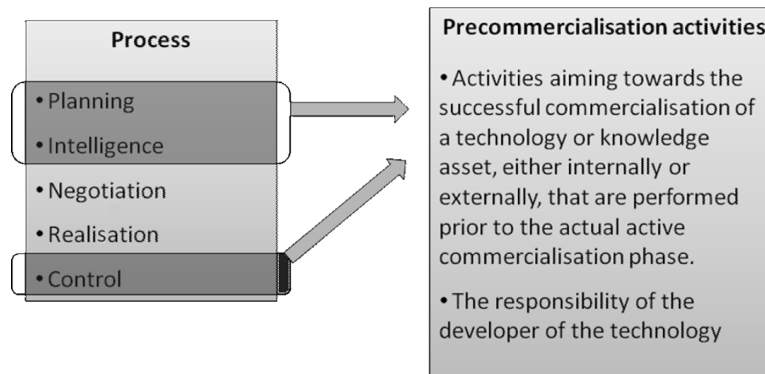 Process
• Planning
• Intelligence
• Negotiation
• Realisation
• Control
Precommercialisation activities
• Activities aiming towards the
successful commercialisation of
a technology or knowledge
asset, either internally or
externally, that are performed
prior to the actual active
commercialisation phase.
• The responsibility of the
developer of the technology